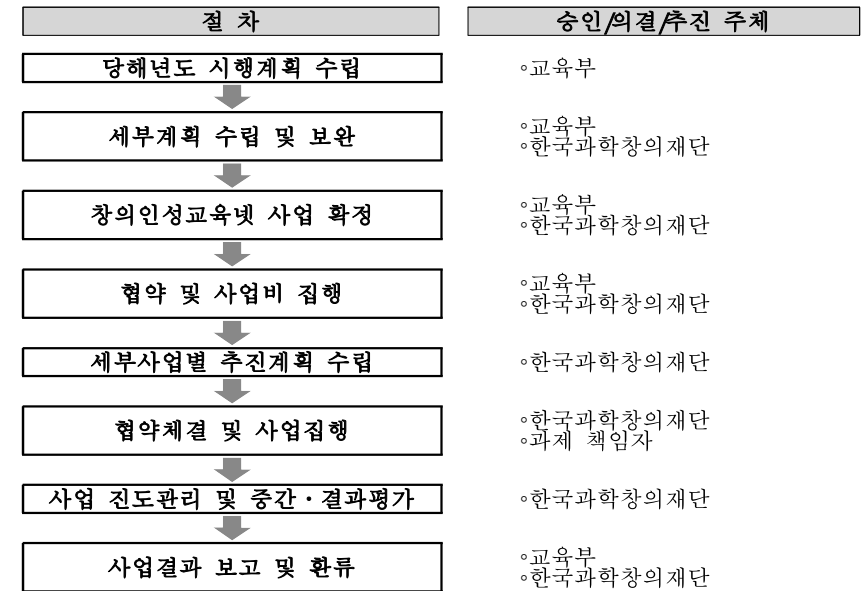 절 차
승인/의결/추진 주체
당해년도 시행계획 수립
◦교육부
세부계획 수립 및 보완
◦교육부
◦한국과학창의재단
창의인성교육넷 사업 확정
◦교육부
◦한국과학창의재단
협약 및 사업비 집행
◦교육부
◦한국과학창의재단
세부사업별 추진계획 수립
◦한국과학창의재단
협약체결 및 사업집행
◦한국과학창의재단
◦과제 책임자
사업 진도관리 및 중간·결과평가
◦한국과학창의재단
사업결과 보고 및 환류
◦교육부
◦한국과학창의재단